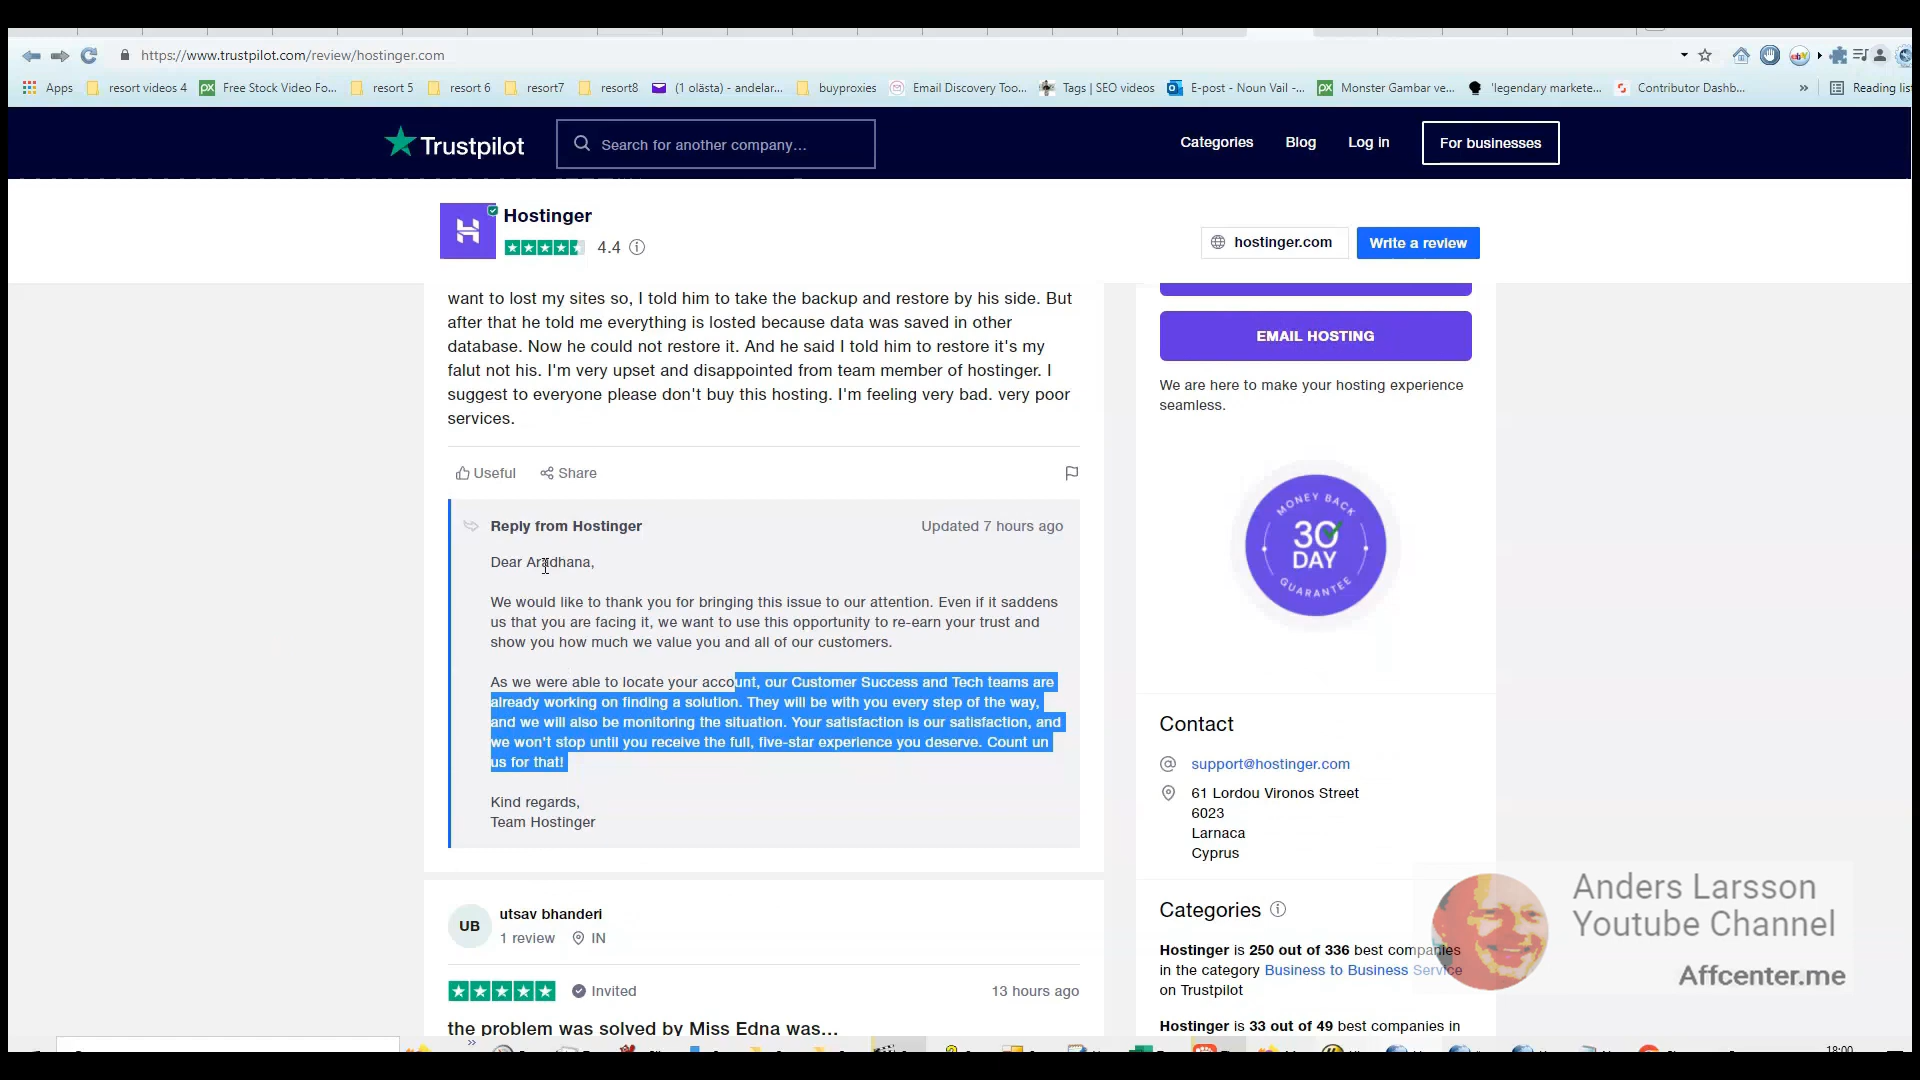 https://www.trustpilot.com/review/hostinger.com
Apps
resort videos 4
Free Stock Video Fo...
resort 5
resort 6
resort7
resort8
(1 olästa) - andelar...
buyproxies
Email Discovery Too...
Tags | SEO videos
E-post - Noun Vail -...
Monster Gambar ve...
'legendary markete...
Contributor Dashb...
»
Reading list
Trustpilot
Search for another company...
Categories
Blog
Log in
For businesses
Hostinger
4.4
hostinger.com
Write a review
want to lost my sites so, I told him to take the backup and restore by his side. But
after that he told me everything is losted because data was saved in other
database. Now he could not restore it. And he said I told him to restore it's my
falut not his. I'm very upset and disappointed from team member of hostinger. I
suggest to everyone please don't buy this hosting. I'm feeling very bad. very poor
services.
Useful
Share
Reply from Hostinger
Updated 7 hours ago
Dear Aradhana,
We would like to thank you for bringing this issue to our attention. Even if it saddens
us that you are facing it, we want to use this opportunity to re-earn your trust and
show you how much we value you and all of our customers.
As we were able to locate your account, our Customer Success and Tech teams are
already working on finding a solution. They will be with you every step of the way,
and we will also be monitoring the situation. Your satisfaction is our satisfaction, and
we won't stop until you receive the full, five-star experience you deserve. Count un
us for that!
Kind regards,
Team Hostinger
UB
utsav bhanderi
1 review
IN
Invited
13 hours ago
the problem was solved by Miss Edna was...
EMAIL HOSTING
We are here to make your hosting experience
seamless.
MONEY BACK
30
DAY
GUARANTEE
Contact
support@hostinger.com
61 Lordou Vironos Street
6023
Larnaca
Cyprus
Categories
Hostinger is 250 out of 336 best companies
in the category Business to Business Service
on Trustpilot
Hostinger is 33 out of 49 best companies in
Anders Larsson
Youtube Channel
Affcenter.me
18:00